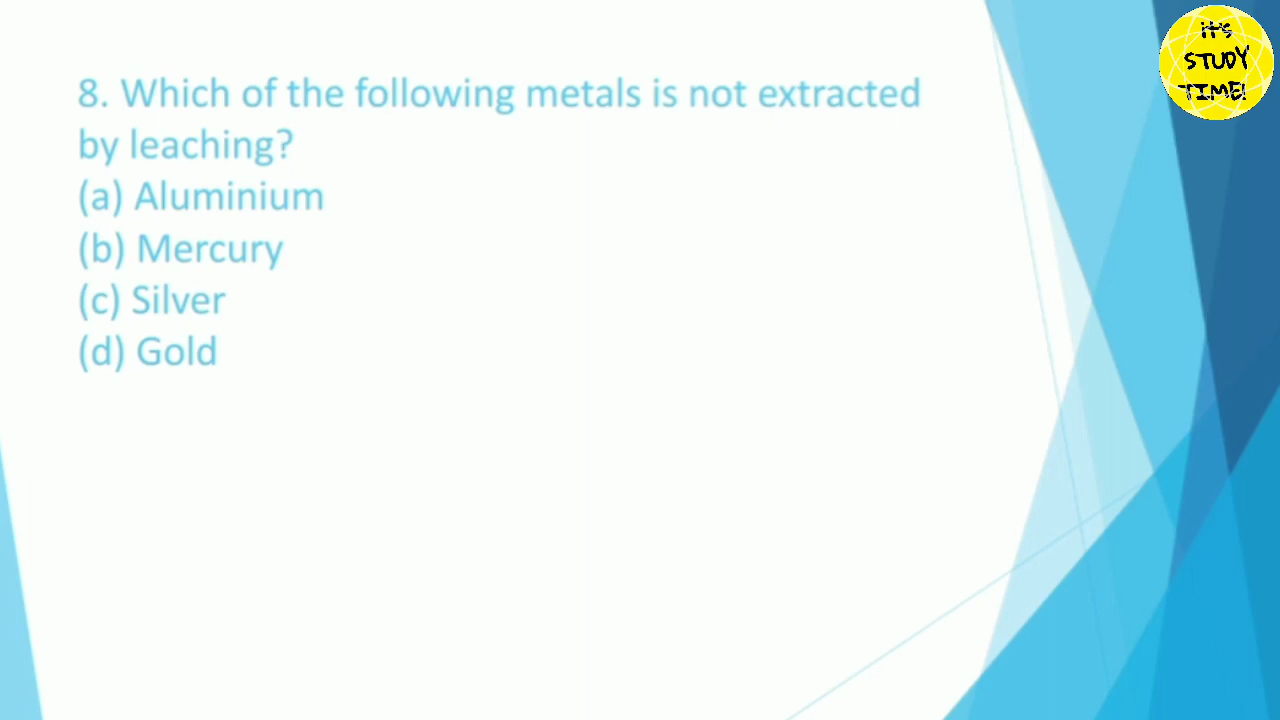 8. Which of the following metals is not extracted
by leaching?
(a) Aluminium
(b) Mercury
(c) Silver
(d) Gold
iT's
STUDY
TIME!